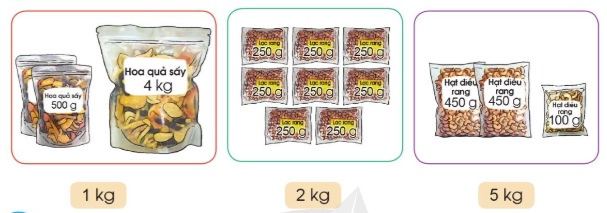 Hoa quả sấy
500 g
Hoa quả sấy
4 kg
Lạc rang
250 g
Lạc rang
250 g
Lạc rang
250 g
Lạc rang
250 g
Lạc rang
250 g
Lạc rang
250 g
Lạc rang
250 g
Lạc rang
250 g
Hạt điều
rang
450 g
Hạt điều
rang
450 g
Hạt điều
rang
100 g
1 kg
2 kg
5 kg